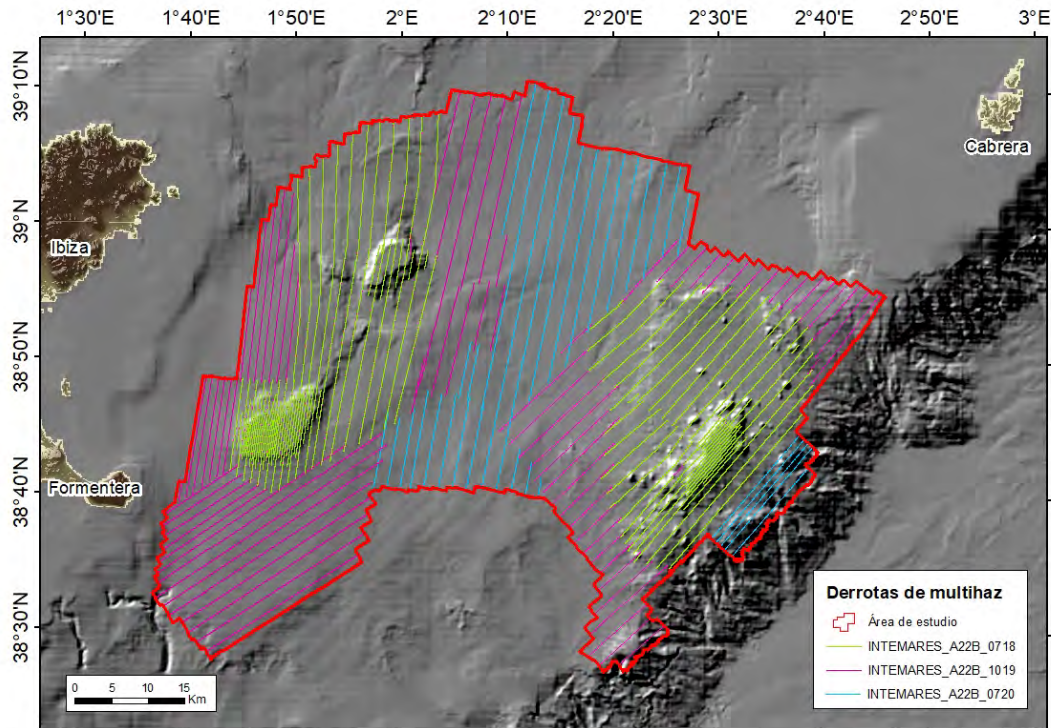 1°30'E 1°40'E 1°50'E 2°E 2°10'E 2°20'E 2°30'E 2°40'E 2°50'E 3°E
39°10'N
Cabrera
39°N
Ibiza
38°50'N
38°40'N
Formentera
38°30'N
Derrotas de multihaz
Área de estudio
INTEMARES_A22B_0718
INTEMARES_A22B_1019
INTEMARES_A22B_0720
0 5 10 15
Km